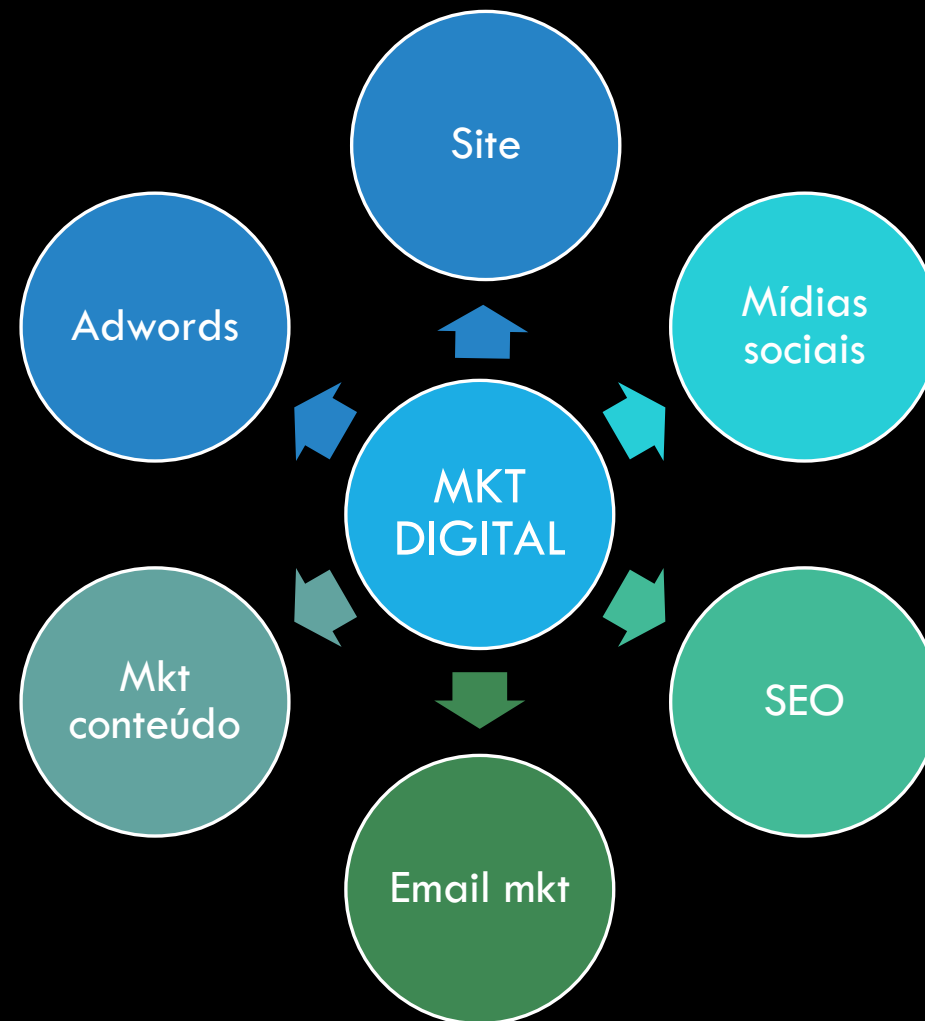 Site
Mídias
sociais
Adwords
MKT
DIGITAL
SEO
Mkt
conteúdo
Email mkt